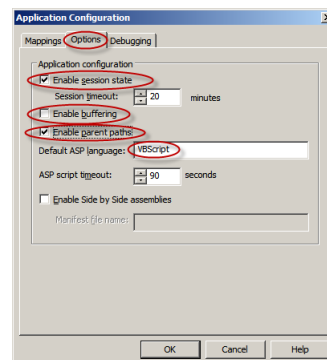 Application Configuration
Mappings Options Debugging
Application configuration
Enable session state
Session timeout: 20 minutes
Enable buffering
Enable parent paths
Default ASP language: VBScript
ASP script timeout: 90 seconds
Enable Side by Side assemblies
Manifest file name:
OK Cancel Help